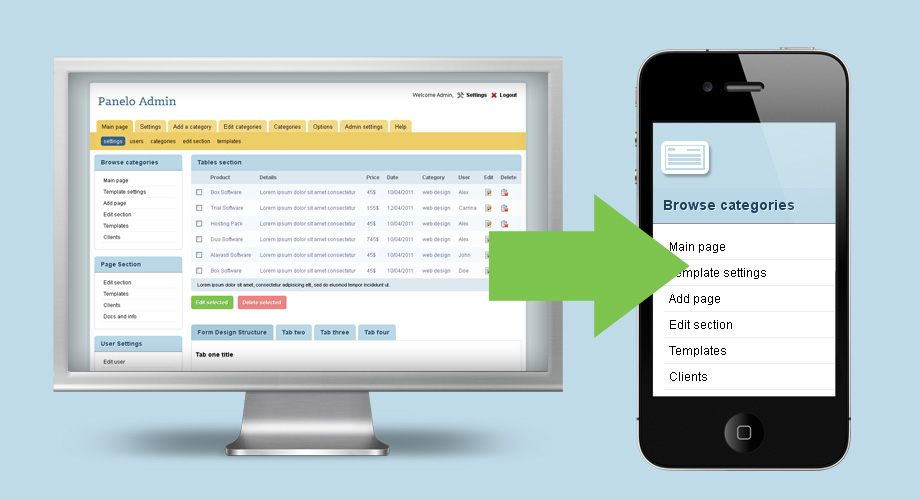 Panelo Admin
Welcome Admin, Settings Logout
Main page Settings Add a category Edit categories Categories Options Admin settings Help
settings users categories edit section templates
Browse categories
Main page
Template settings
Add page
Edit section
Templates
Clients
Page Section
Edit section
Templates
Clients
Docs and info
User Settings
Edit user
Tables section
Product Details Price Date Category User Edit Delete
Box Software Lorem ipsum dolor sit amet consectetur 45$ 10/04/2011 web design Alex
Trial Software Lorem ipsum dolor sit amet consectetur 155$ 12/04/2011 web design Carrina
Hosting Pack Lorem ipsum dolor sit amet consectetur 45$ 10/04/2011 web design Alex
Duo Software Lorem ipsum dolor sit amet consectetur 745$ 10/04/2011 web design Alex
Alavasti Software Lorem ipsum dolor sit amet consectetur 45$ 10/04/2011 web design John
Box Software Lorem ipsum dolor sit amet consectetur 45$ 10/04/2011 web design Doe
Lorem ipsum dolor sit amet, consectetur adipisicing elit, sed do eiusmod tempor incididunt ut.
Edit selected Delete selected
Form Design Structure Tab two Tab three Tab four
Tab one title
Browse categories
Main page
Template settings
Add page
Edit section
Templates
Clients